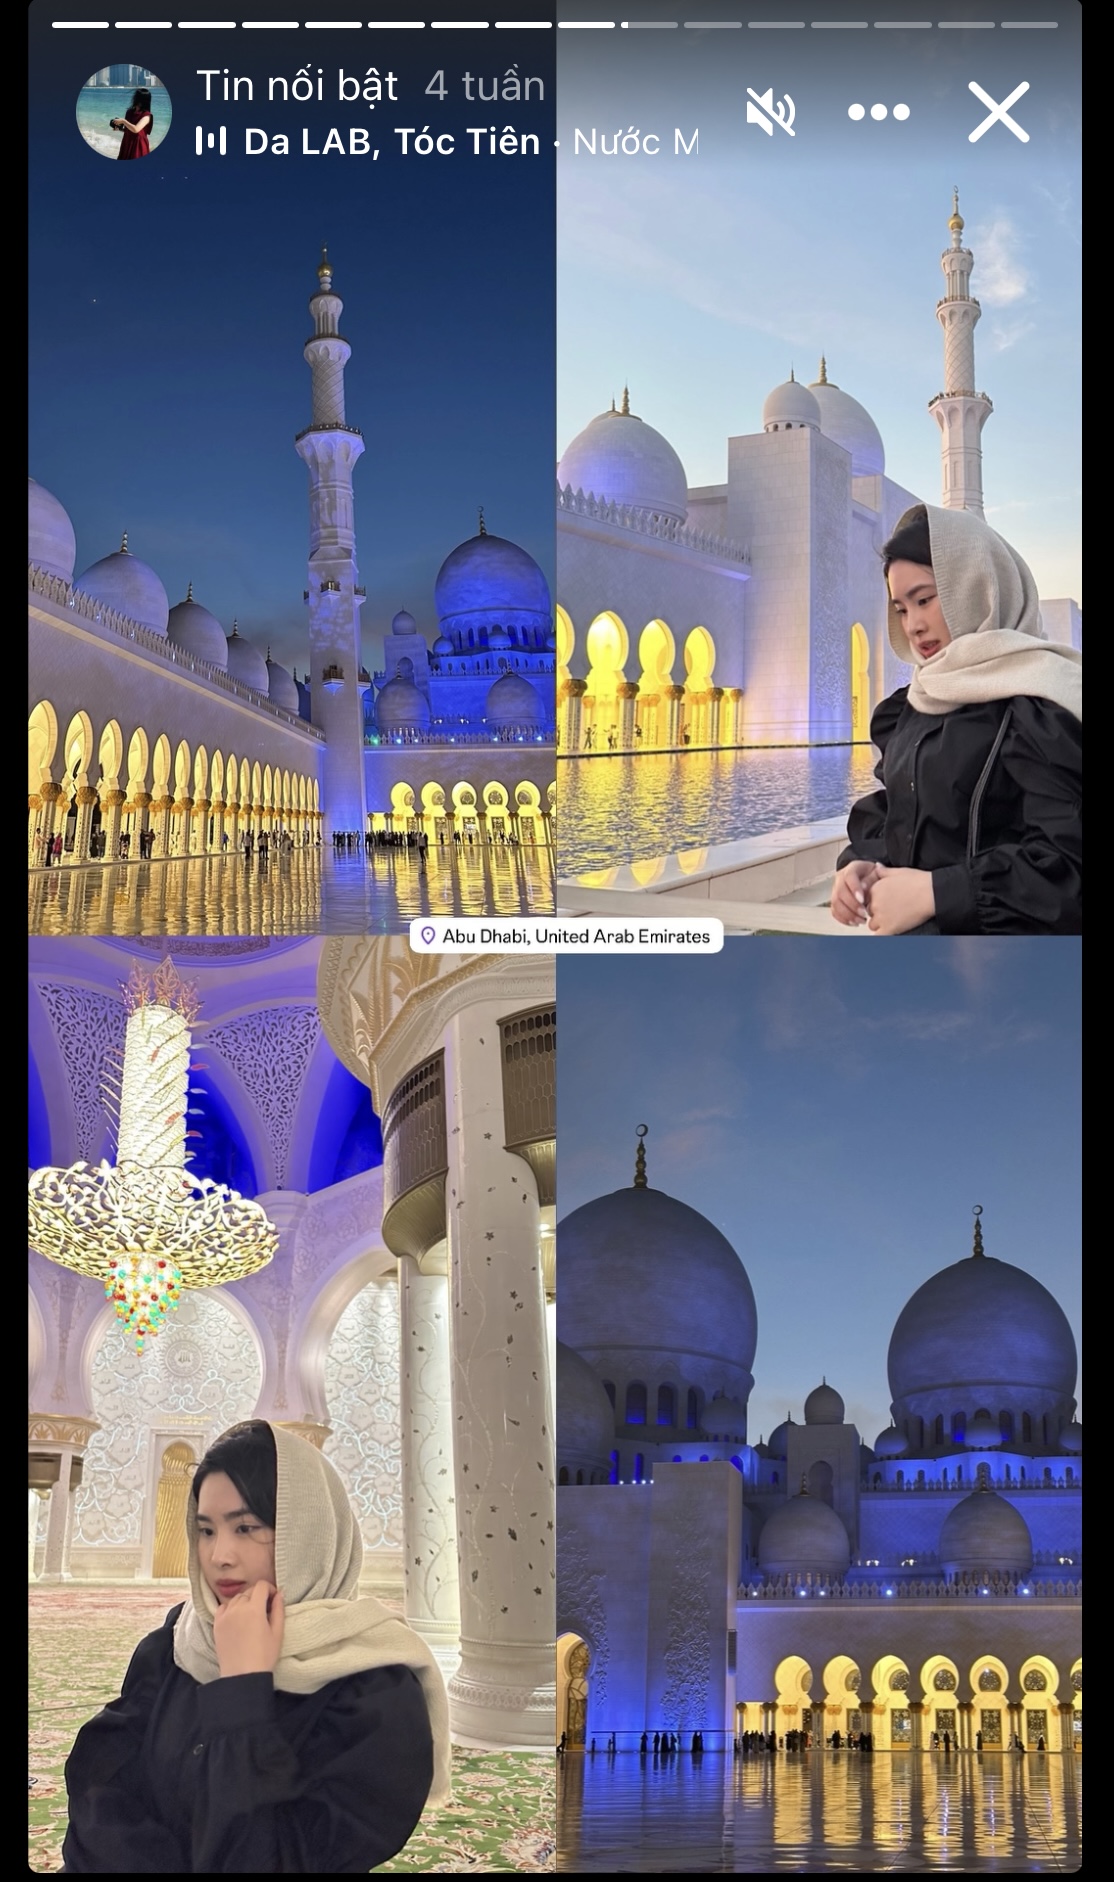 Tin nổi bật 4 tuần
Da LAB, Tóc Tiên · Nước M
Abu Dhabi, United Arab Emirates